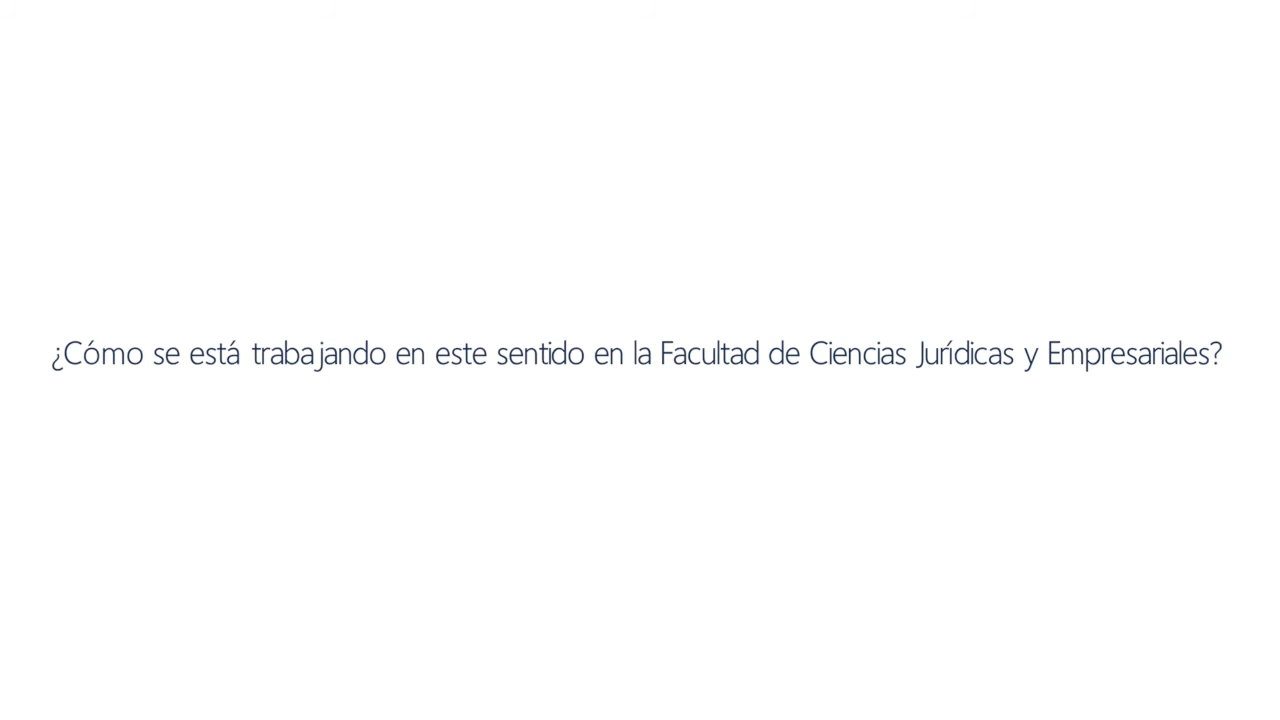 ¿Cómo se está trabajando en este sentido en la Facultad de Ciencias Jurídicas y Empresariales?